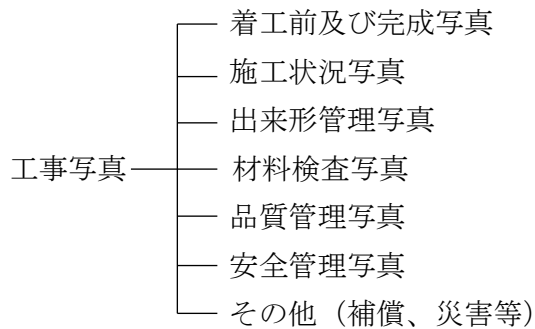 着工前及び完成写真
施工状況写真
出来形管理写真
工事写真
材料検査写真
品質管理写真
安全管理写真
その他（補償、災害等）